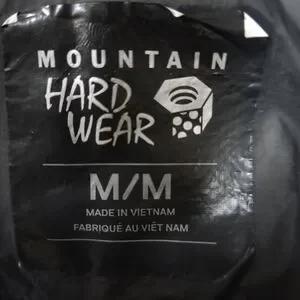 MOUNTAIN
HARD
WEAR
M/M
MADE IN VIETNAM
FABRIQUÉ AU VIÊT NAM